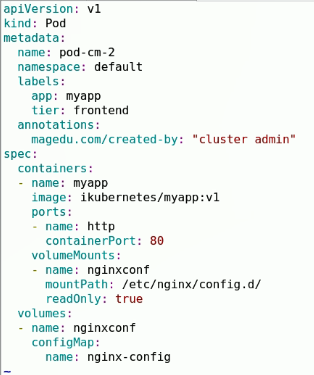 apiVersion: v1
kind: Pod
metadata:
  name: pod-cm-2
  namespace: default
  labels:
    app: myapp
    tier: frontend
  annotations:
    magedu.com/created-by: "cluster admin"
spec:
  containers:
  - name: myapp
    image: ikubernetes/myapp:v1
    ports:
    - name: http
      containerPort: 80
    volumeMounts:
    - name: nginxconf
      mountPath: /etc/nginx/config.d/
      readOnly: true
  volumes:
  - name: nginxconf
    configMap:
      name: nginx-config
~